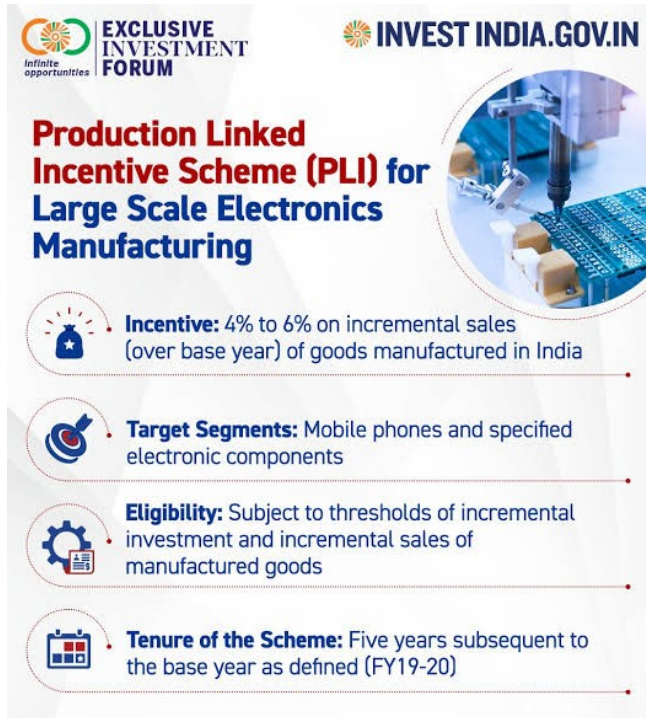 EXCLUSIVE
INVESTMENT
FORUM
Infinite
opportunities
INVEST INDIA.GOV.IN
Production Linked
Incentive Scheme (PLI) for
Large Scale Electronics
Manufacturing
Incentive: 4% to 6% on incremental sales
(over base year) of goods manufactured in India
Target Segments: Mobile phones and specified
electronic components
Eligibility: Subject to thresholds of incremental
investment and incremental sales of
manufactured goods
Tenure of the Scheme: Five years subsequent to
the base year as defined (FY19-20)